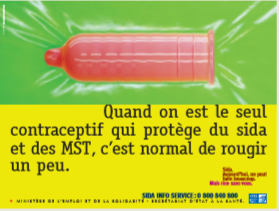 Quand on est le seul
contraceptif qui protège du sida
et des MST, c'est normal de rougir
un peu.
Sida.
Aujourd'hui, on peut
faire beaucoup.
Mais rien sans vous.
SIDA INFO SERVICE : 0 800 840 800
MINISTÈRE DE L'EMPLOI ET DE LA SOLIDARITÉ - SECRÉTARIAT D'ÉTAT À LA SANTÉ.